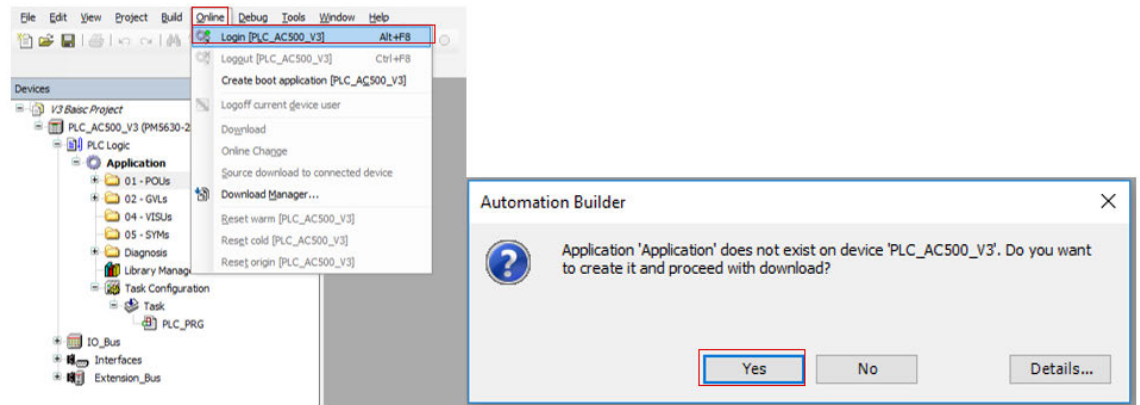 File Edit View Project Build Online Debug Tools Window Help
Login [PLC_AC500_V3] Alt+F8
Logout [PLC_AC500_V3] Ctrl+F8
Create boot application [PLC_AC500_V3]
Logoff current device user
Download
Online Change
Source download to connected device
Download Manager...
Reset warm [PLC_AC500_V3]
Reset cold [PLC_AC500_V3]
Reset origin [PLC_AC500_V3]
Devices
V3 Baisc Project
PLC_AC500_V3 (PM5630-2
PLC Logic
Application
01 - POUs
02 - GVLs
04 - VISUs
05 - SYMs
Diagnosis
Library Manag
Task Configuration
Task
PLC_PRG
IO_Bus
Interfaces
Extension_Bus
Automation Builder
Application 'Application' does not exist on device 'PLC_AC500_V3'. Do you want
to create it and proceed with download?
Yes No Details...